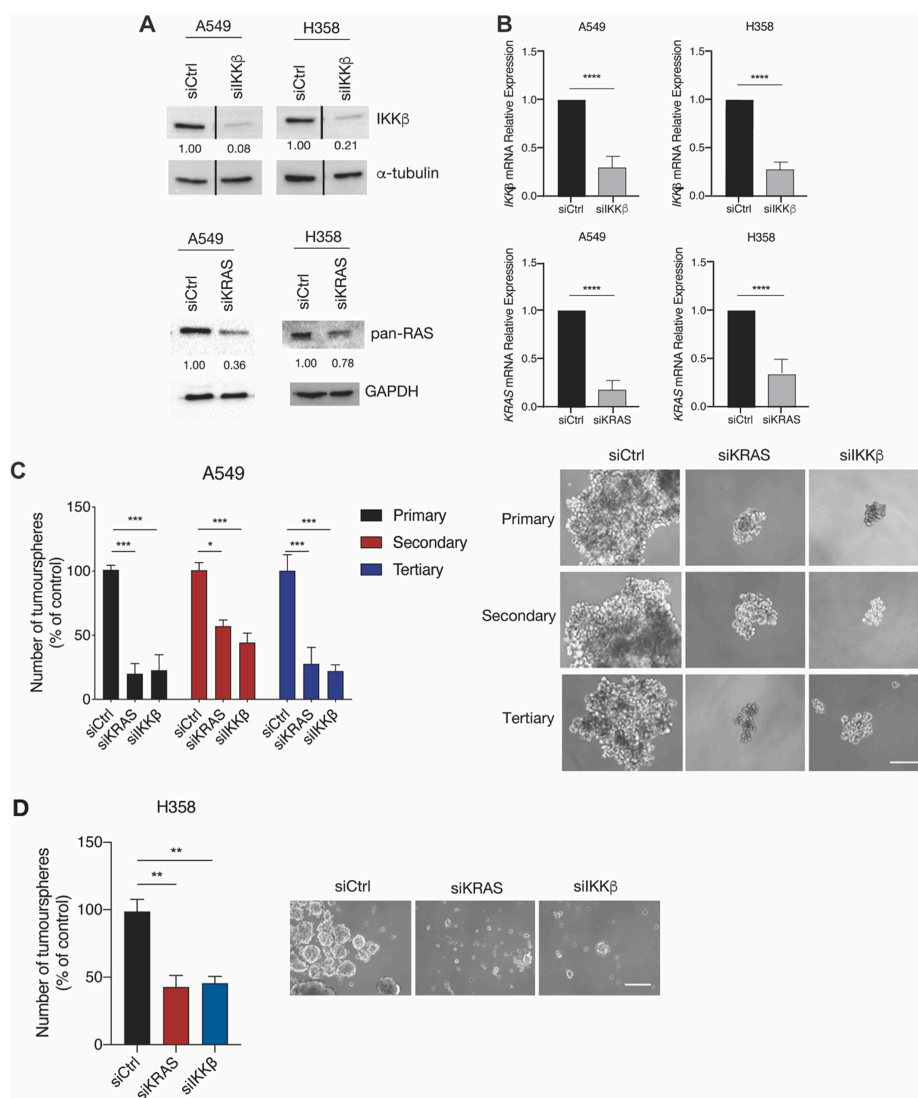 A
A549
H358
siCtrl
siIKKβ
siCtrl
siIKKβ
IKKβ
1.00
0.08
1.00
0.21
α-tubulin
A549
H358
siCtrl
siKRAS
siCtrl
siKRAS
pan-RAS
1.00
0.36
1.00
0.78
GAPDH
B
A549
IKKβ mRNA Relative Expression
1.5
1.0
0.5
0.0
****
siCtrl
siIKKβ
H358
IKKβ mRNA Relative Expression
1.5
1.0
0.5
0.0
****
siCtrl
siIKKβ
A549
KRAS mRNA Relative Expression
1.5
1.0
0.5
0.0
****
siCtrl
siKRAS
H358
KRAS mRNA Relative Expression
1.5
1.0
0.5
0.0
****
siCtrl
siKRAS
C
A549
Number of tumourspheres
(% of control)
150
100
50
0
***
***
***
*
***
***
siCtrl
siKRAS
siIKKβ
siCtrl
siKRAS
siIKKβ
siCtrl
siKRAS
siIKKβ
Primary
Secondary
Tertiary
siCtrl
siKRAS
siIKKβ
Primary
Secondary
Tertiary
D
H358
Number of tumourspheres
(% of control)
150
100
50
0
**
**
siCtrl
siKRAS
siIKKβ
siCtrl
siKRAS
siIKKβ